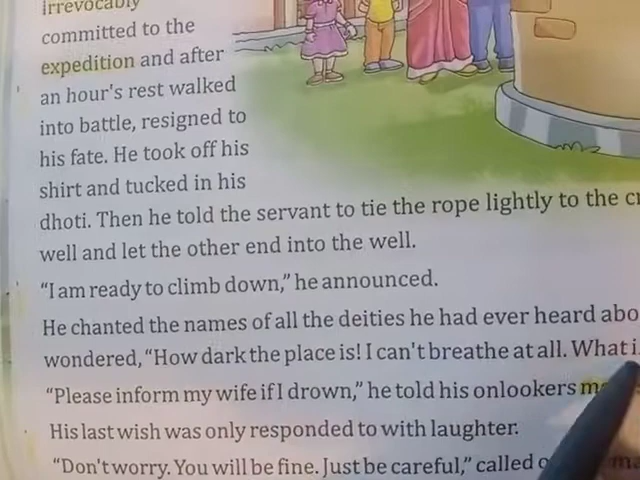 irrevocably
committed to the
expedition and after
an hour's rest walked
into battle, resigned to
his fate. He took off his
shirt and tucked in his
dhoti. Then he told the servant to tie the rope lightly to the
well and let the other end into the well.
“I am ready to climb down,” he announced.
He chanted the names of all the deities he had ever heard
wondered, “How dark the place is! I can't breathe at all. What
“Please inform my wife if I drown,” he told his onlookers
His last wish was only responded to with laughter.
“Don't worry. You will be fine. Just be careful,” called